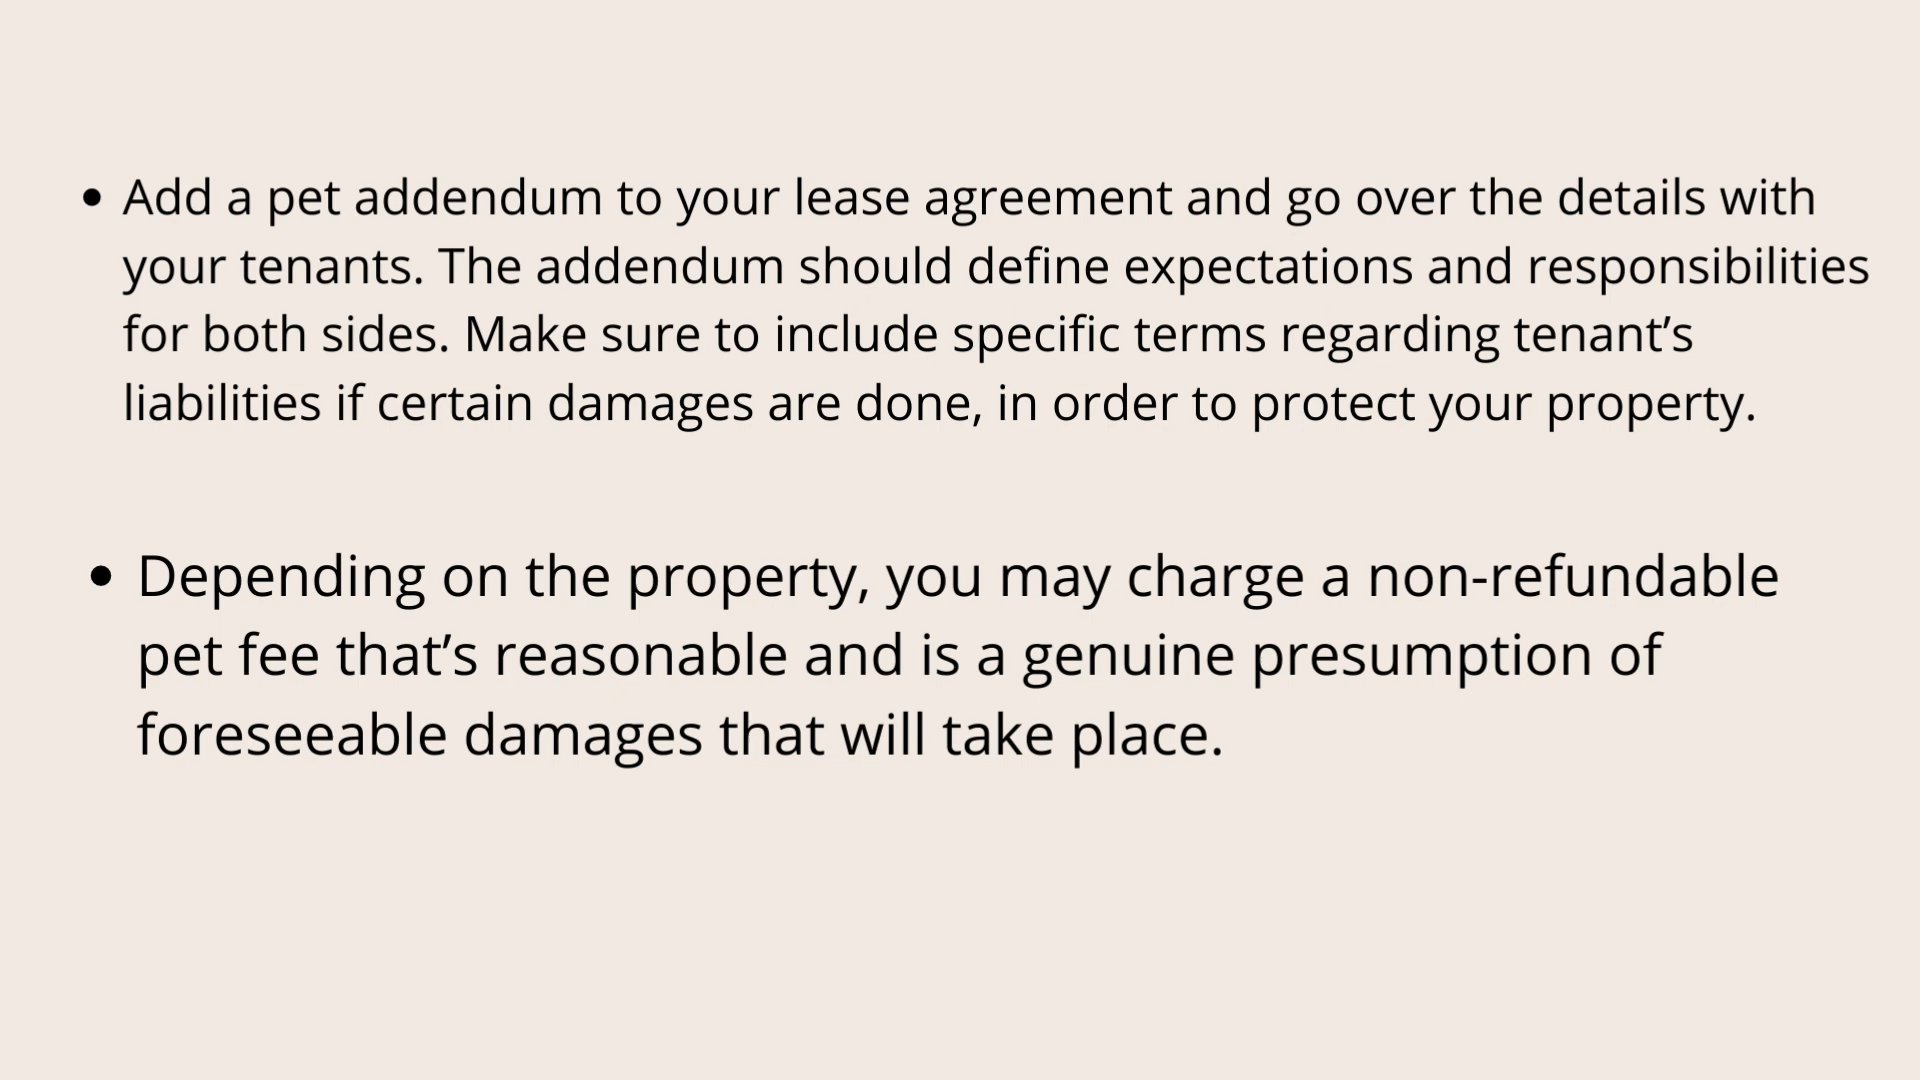 • Add a pet addendum to your lease agreement and go over the details with
your tenants. The addendum should define expectations and responsibilities
for both sides. Make sure to include specific terms regarding tenant’s
liabilities if certain damages are done, in order to protect your property.
• Depending on the property, you may charge a non-refundable
pet fee that’s reasonable and is a genuine presumption of
foreseeable damages that will take place.